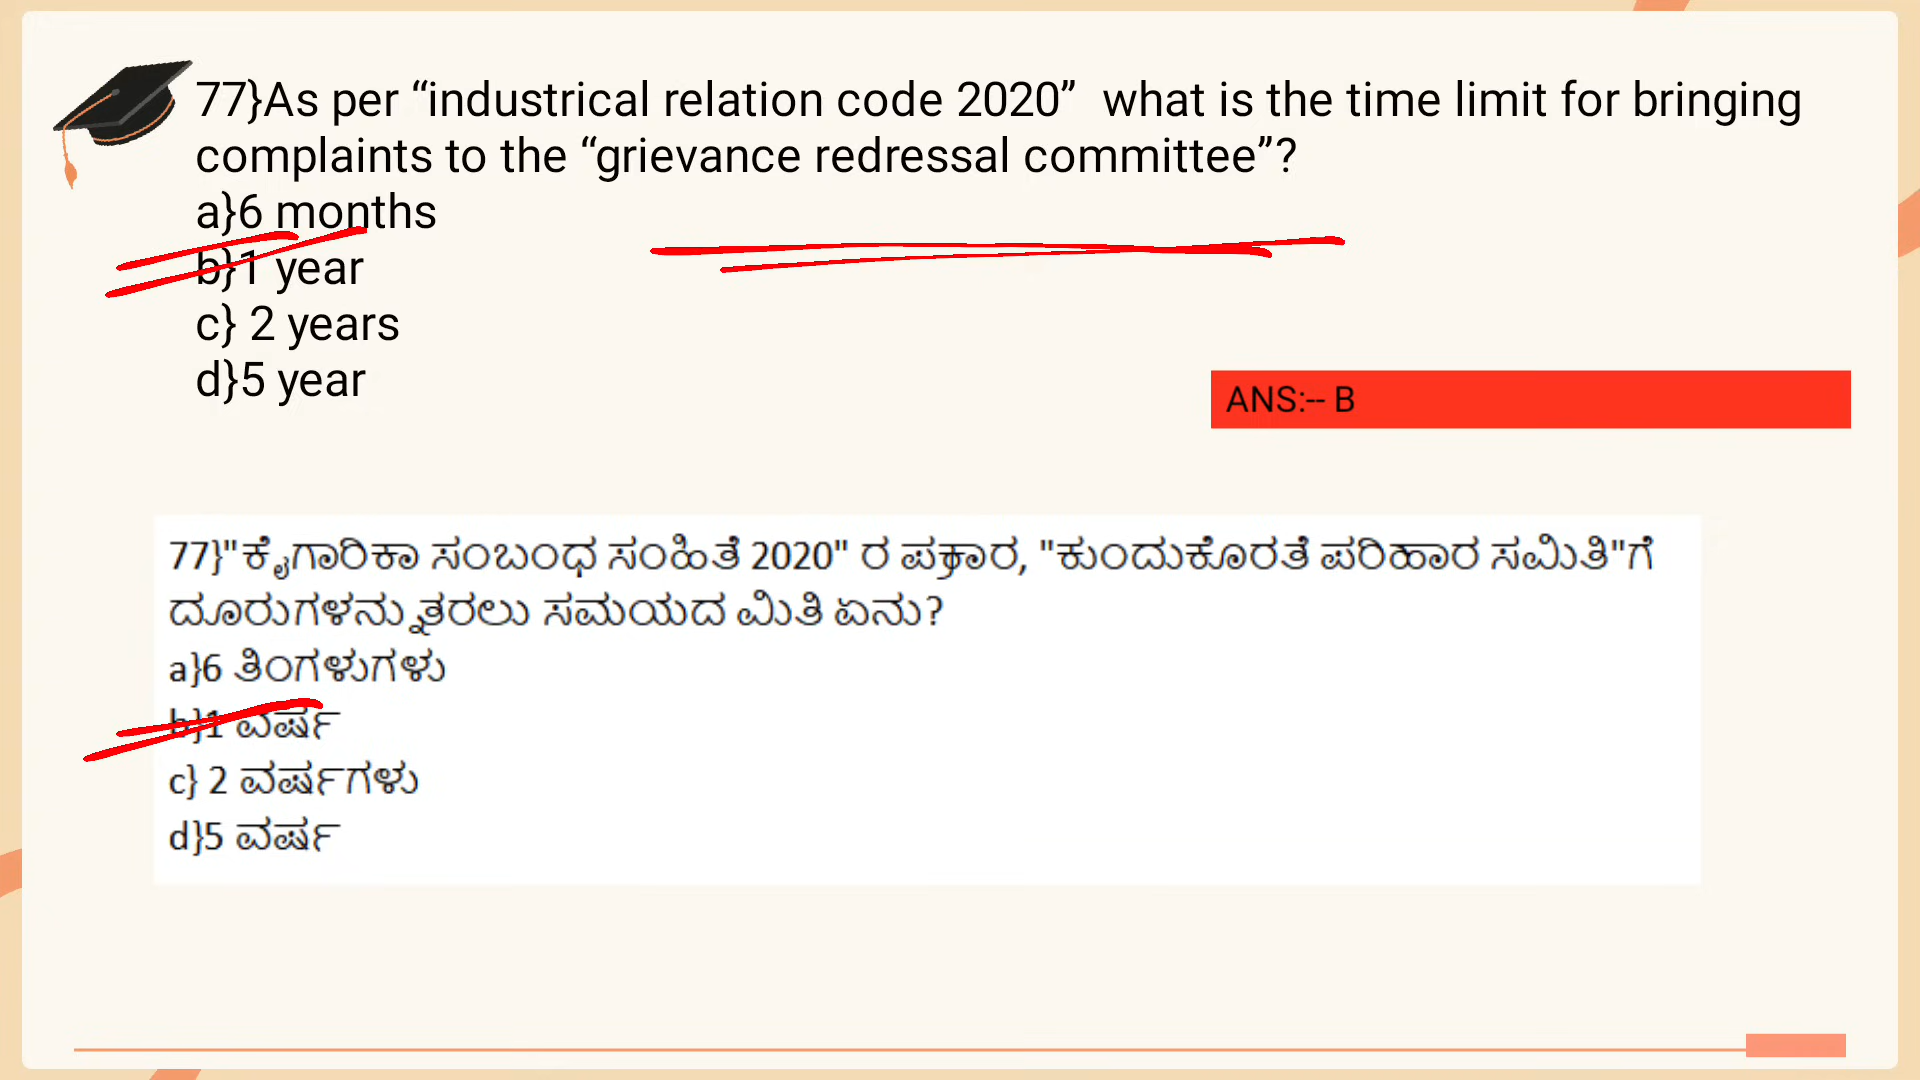 77}As per “industrical relation code 2020”  what is the time limit for bringing
complaints to the “grievance redressal committee”?
a}6 months
b}1 year
c} 2 years
d}5 year
ANS:-- B
77}"ಕೈಗಾರಿಕಾ ಸಂಬಂಧ ಸಂಹಿತೆ 2020" ರ ಪ್ರಕಾರ, "ಕುಂದುಕೊರತೆ ಪರಿಹಾರ ಸಮಿತಿ"ಗೆ
ದೂರುಗಳನ್ನು ತರಲು ಸಮಯದ ಮಿತಿ ಏನು?
a}6 ತಿಂಗಳುಗಳು
b}1 ವರ್ಷ
c} 2 ವರ್ಷಗಳು
d}5 ವರ್ಷ